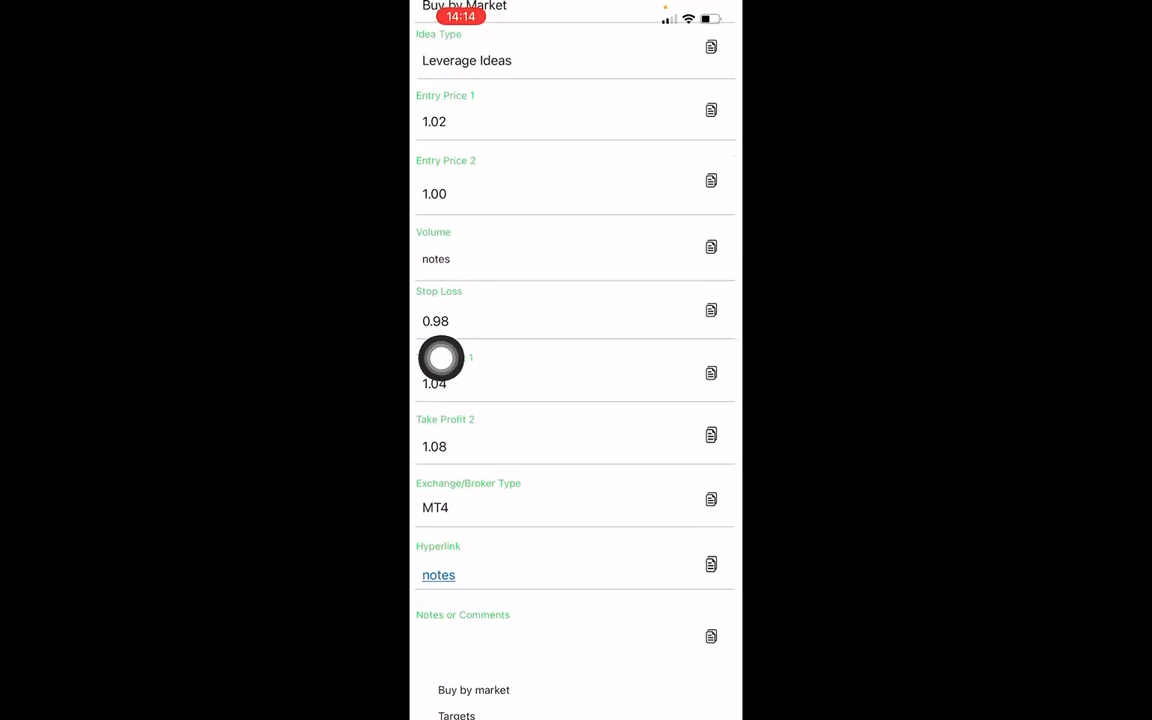 Buy by Market
14:14
Idea Type
Leverage Ideas
Entry Price 1
1.02
Entry Price 2
1.00
Volume
notes
Stop Loss
0.98
1
1.04
Take Profit 2
1.08
Exchange/Broker Type
MT4
Hyperlink
notes
Notes or Comments
Buy by market
Targets